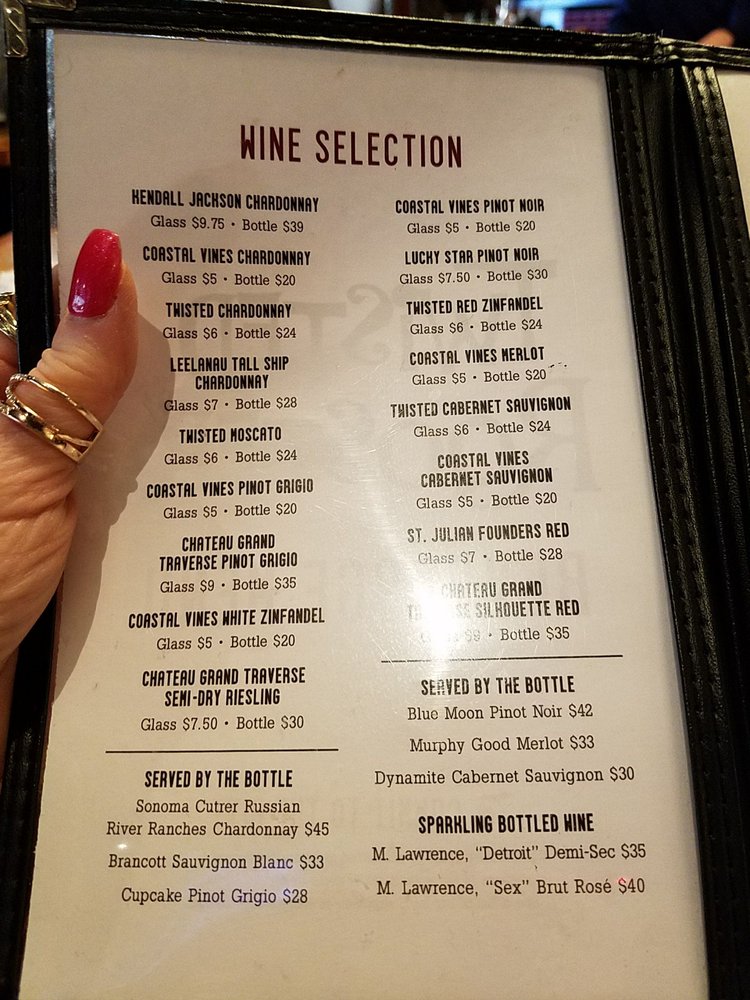 WINE SELECTION
KENDALL JACKSON CHARDONNAY
Glass $9.75 • Bottle $39
COASTAL VINES CHARDONNAY
Glass $5 • Bottle $20
TWISTED CHARDONNAY
Glass $6 • Bottle $24
LEELANAU TALL SHIP
CHARDONNAY
Glass $7 • Bottle $28
TWISTED MOSCATO
Glass $6 • Bottle $24
COASTAL VINES PINOT GRIGIO
Glass $5 • Bottle $20
CHATEAU GRAND
TRAVERSE PINOT GRIGIO
Glass $9 • Bottle $35
COASTAL VINES WHITE ZINFANDEL
Glass $5 • Bottle $20
CHATEAU GRAND TRAVERSE
SEMI-DRY RIESLING
Glass $7.50 • Bottle $30
SERVED BY THE BOTTLE
Sonoma Cutrer Russian
River Ranches Chardonnay $45
Brancott Sauvignon Blanc $33
Cupcake Pinot Grigio $28
COASTAL VINES PINOT NOIR
Glass $5 • Bottle $20
LUCKY STAR PINOT NOIR
Glass $7.50 • Bottle $30
TWISTED RED ZINFANDEL
Glass $6 • Bottle $24
COASTAL VINES MERLOT
Glass $5 • Bottle $20
TWISTED CABERNET SAUVIGNON
Glass $6 • Bottle $24
COASTAL VINES
CABERNET SAUVIGNON
Glass $5 • Bottle $20
ST. JULIAN FOUNDERS RED
Glass $7 • Bottle $28
CHATEAU GRAND
SILHOUETTE RED
$9 • Bottle $35
SERVED BY THE BOTTLE
Blue Moon Pinot Noir $42
Murphy Good Merlot $33
Dynamite Cabernet Sauvignon $30
SPARKLING BOTTLED WINE
M. Lawrence, “Detroit” Demi-Sec $35
M. Lawrence, “Sex” Brut Rosé $40